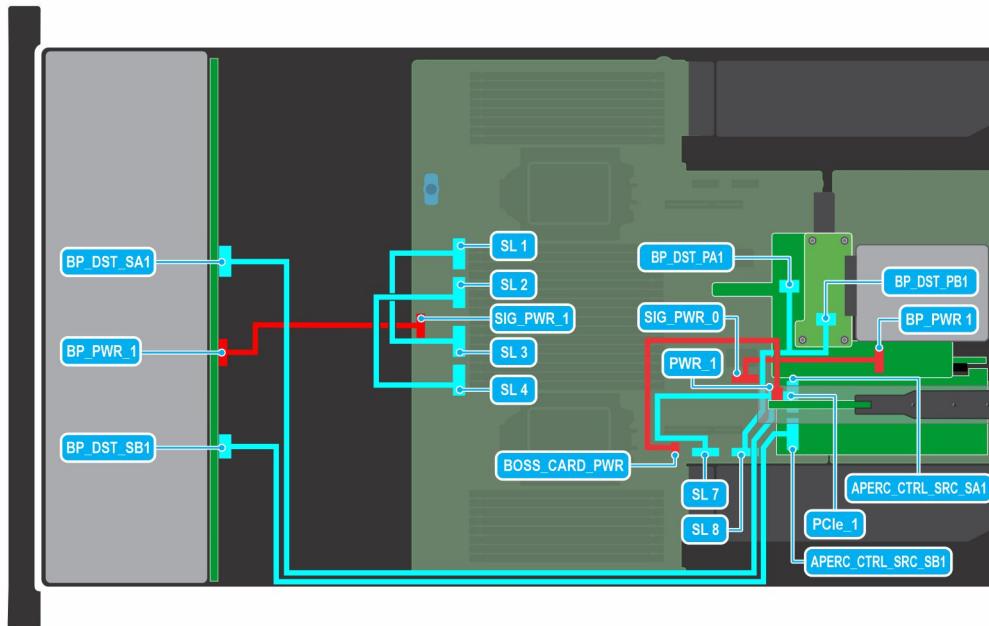 SL 1
BP_DST_SA1
BP_DST_PA1
SL 2
BP_DST_PB1
SIG_PWR_1
SIG_PWR_0
BP_PWR 1
BP_PWR_1
SL 3
PWR_1
SL 4
BP_DST_SB1
BOSS_CARD_PWR
SL 7
APERC_CTRL_SRC_SA1
SL 8
PCIe_1
APERC_CTRL_SRC_SB1